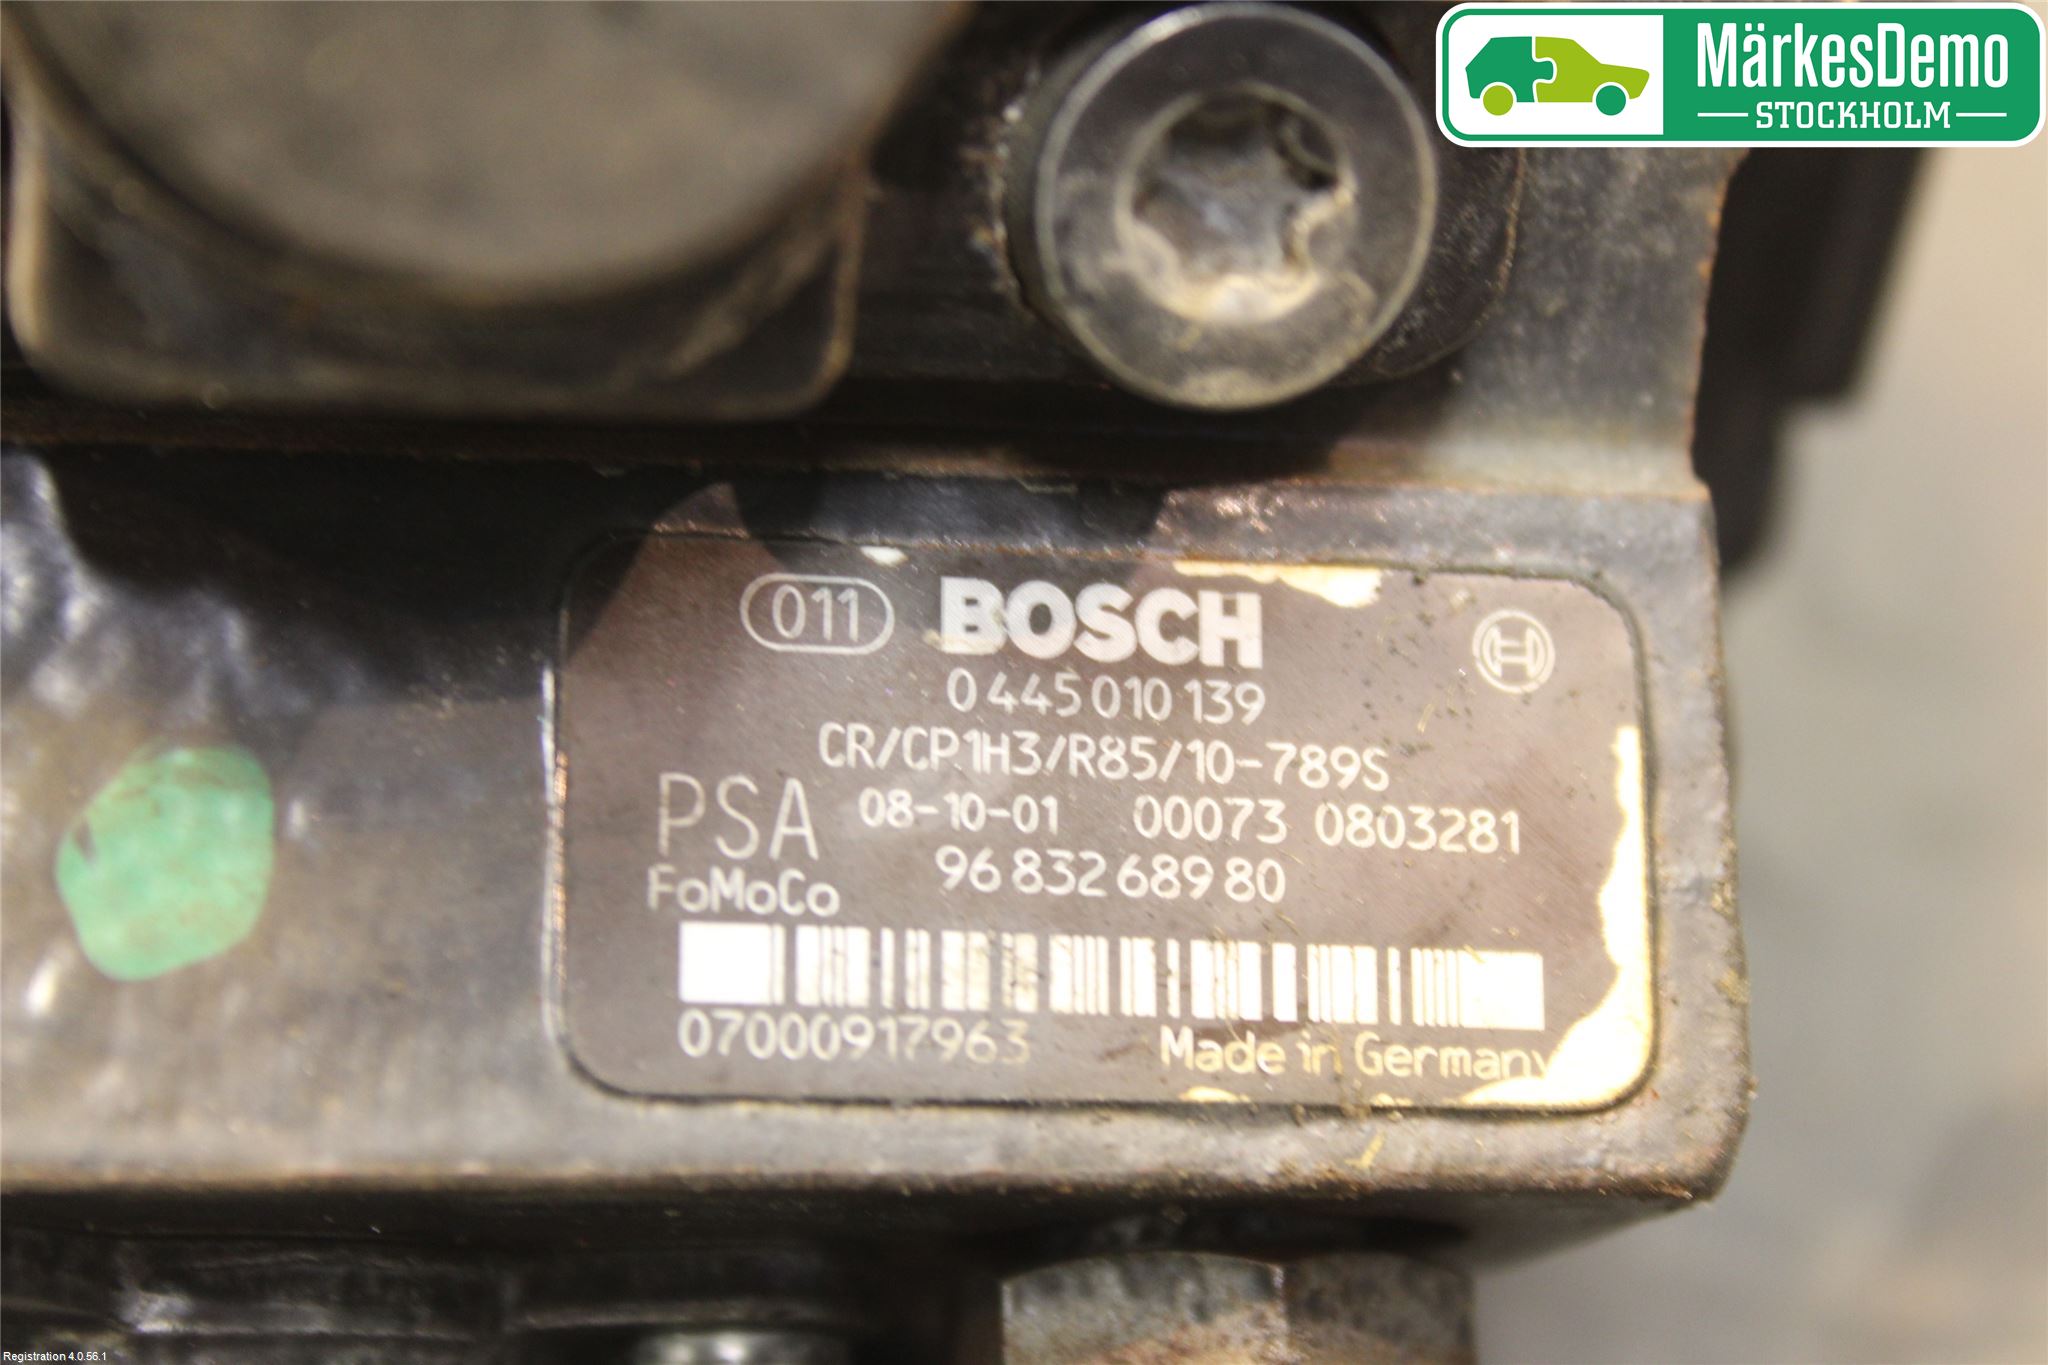 MärkesDemo
STOCKHOLM
011 BOSCH
0 445 010 139
CR/CP1H3/R85/10-789S
PSA 08-10-01 00073 0803281
FoMoCo 96 832 689 80
07000917963 Made in Germany
Registration 4.0.56.1